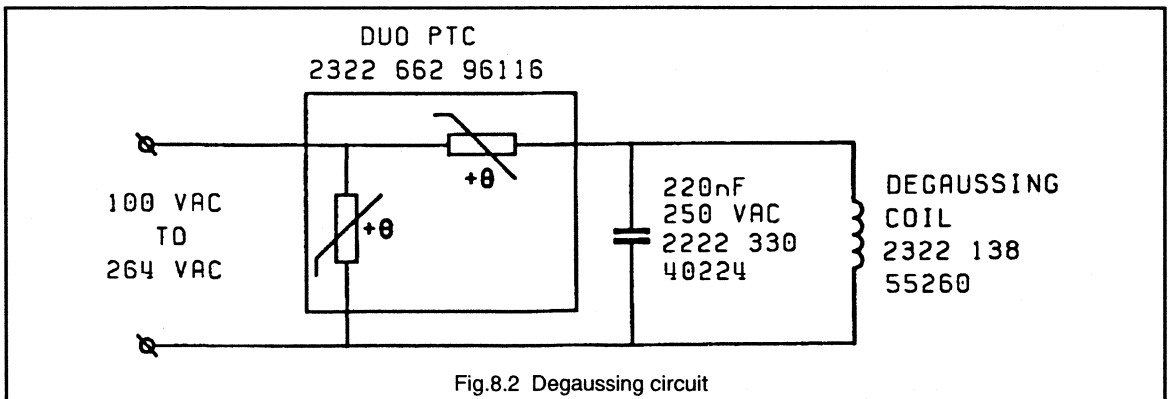 DUO PTC
2322 662 96116
+θ
+θ
100 VAC
TO
264 VAC
220nF
250 VAC
2222 330
40224
DEGAUSSING
COIL
2322 138
55260
Fig.8.2 Degaussing circuit